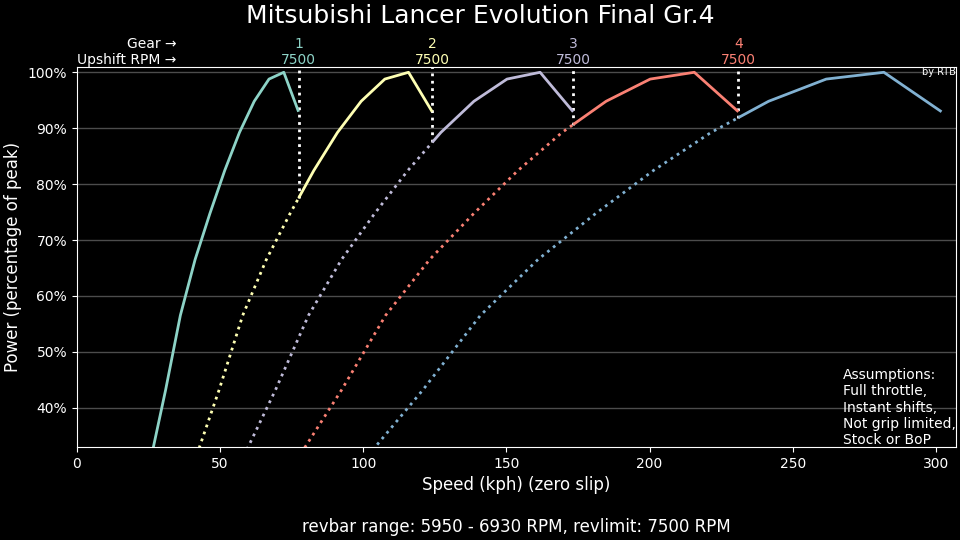 Mitsubishi Lancer Evolution Final Gr.4
Gear → 1 2 3 4
Upshift RPM → 7500 7500 7500 7500
by RTB
100%
90%
80%
70%
60%
50%
40%
Power (percentage of peak)
Assumptions:
Full throttle,
Instant shifts,
Not grip limited,
Stock or BoP
0 50 100 150 200 250 300
Speed (kph) (zero slip)
revbar range: 5950 - 6930 RPM, revlimit: 7500 RPM